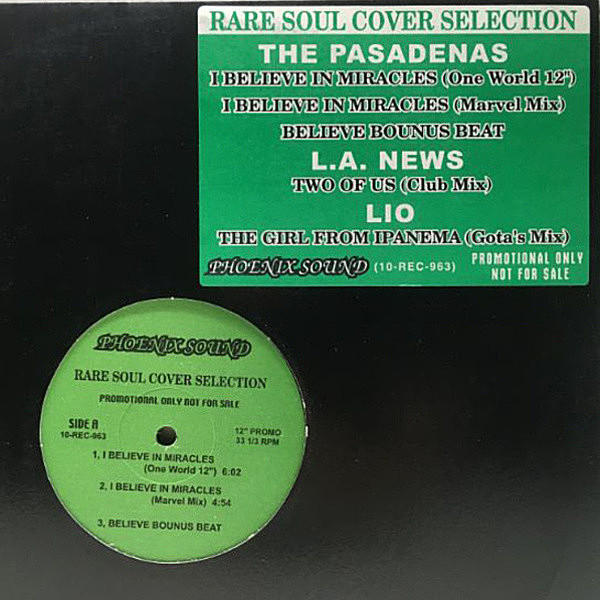 RARE SOUL COVER SELECTION
THE PASADENAS
I BELIEVE IN MIRACLES (One World 12")
I BELIEVE IN MIRACLES (Marvel Mix)
BELIEVE BOUNUS BEAT
L.A. NEWS
TWO OF US (Club Mix)
LIO
THE GIRL FROM IPANEMA (Gota's Mix)
PHOENIX SOUND (10-REC-963) PROMOTIONAL ONLY
NOT FOR SALE
PHOENIX SOUND
RARE SOUL COVER SELECTION
PROMOTIONAL ONLY NOT FOR SALE
SIDE A 12" PROMO
10-REC-963 33 1/3 RPM
1, I BELIEVE IN MIRACLES
(One World 12") 6:02
2, I BELIEVE IN MIRACLES
(Marvel Mix) 4:54
3, BELIEVE BOUNUS BEAT